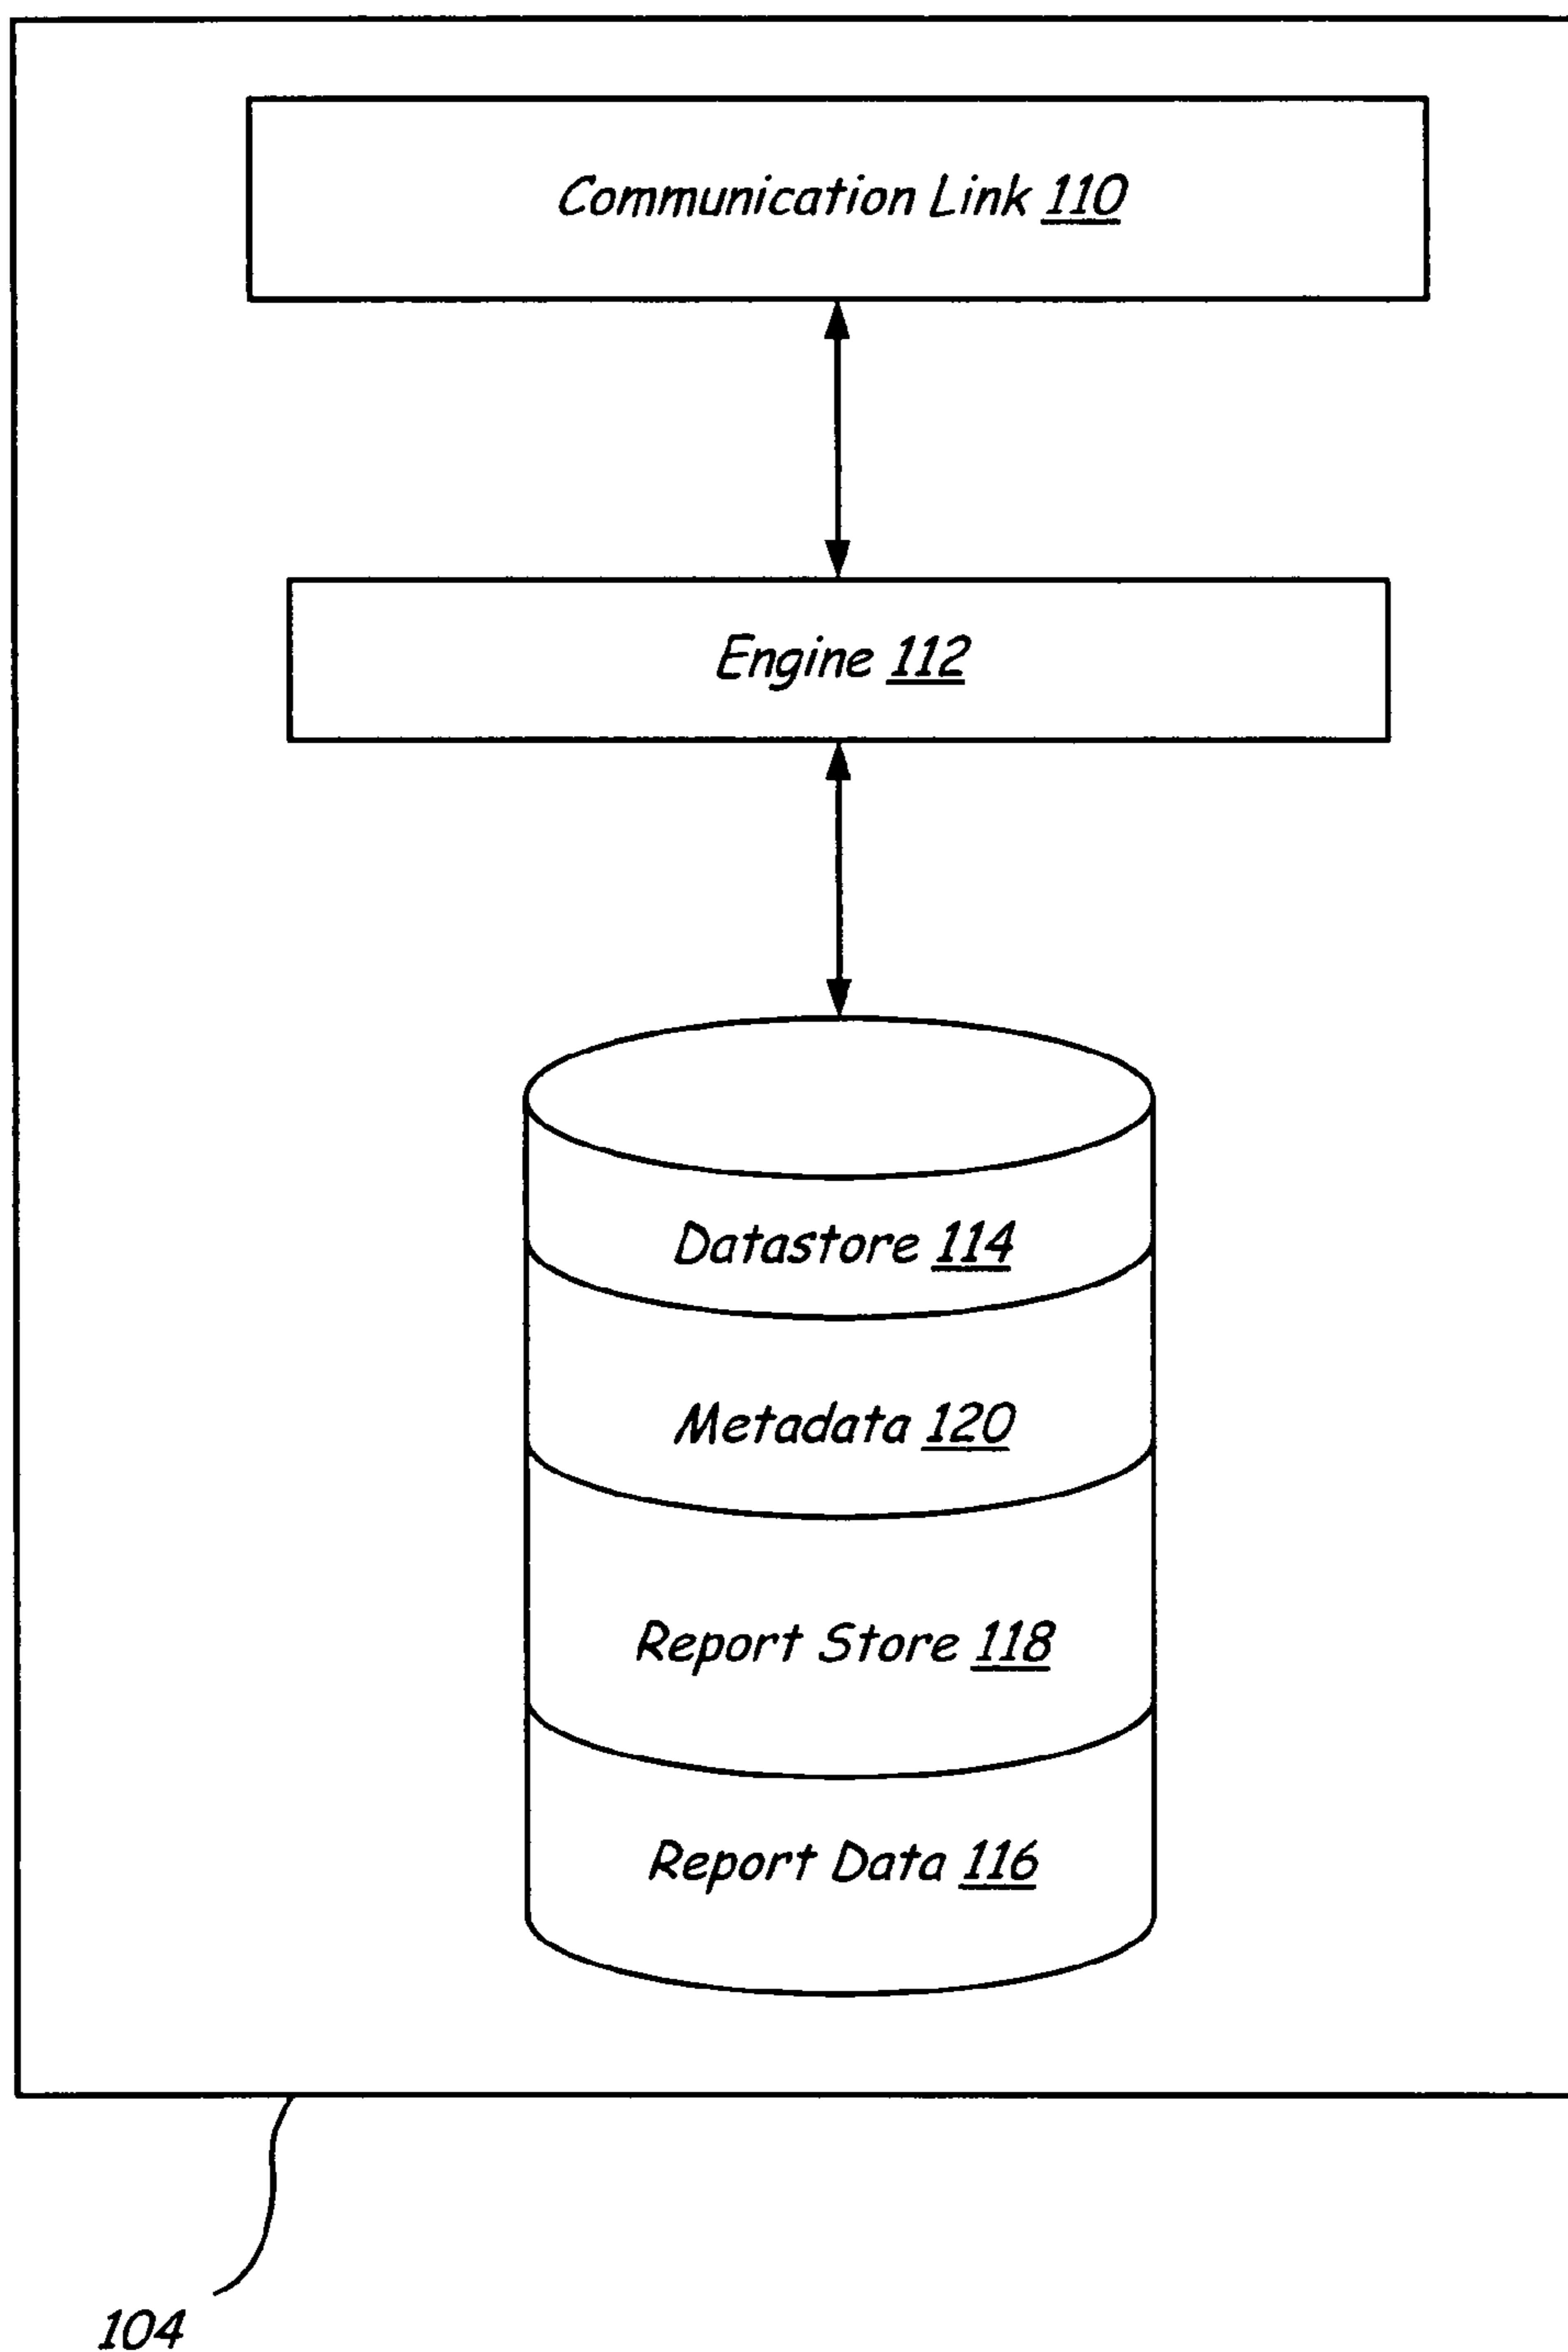 Communication Link 110
Engine 112
Datastore 114
Metadata 120
Report Store 118
Report Data 116
104